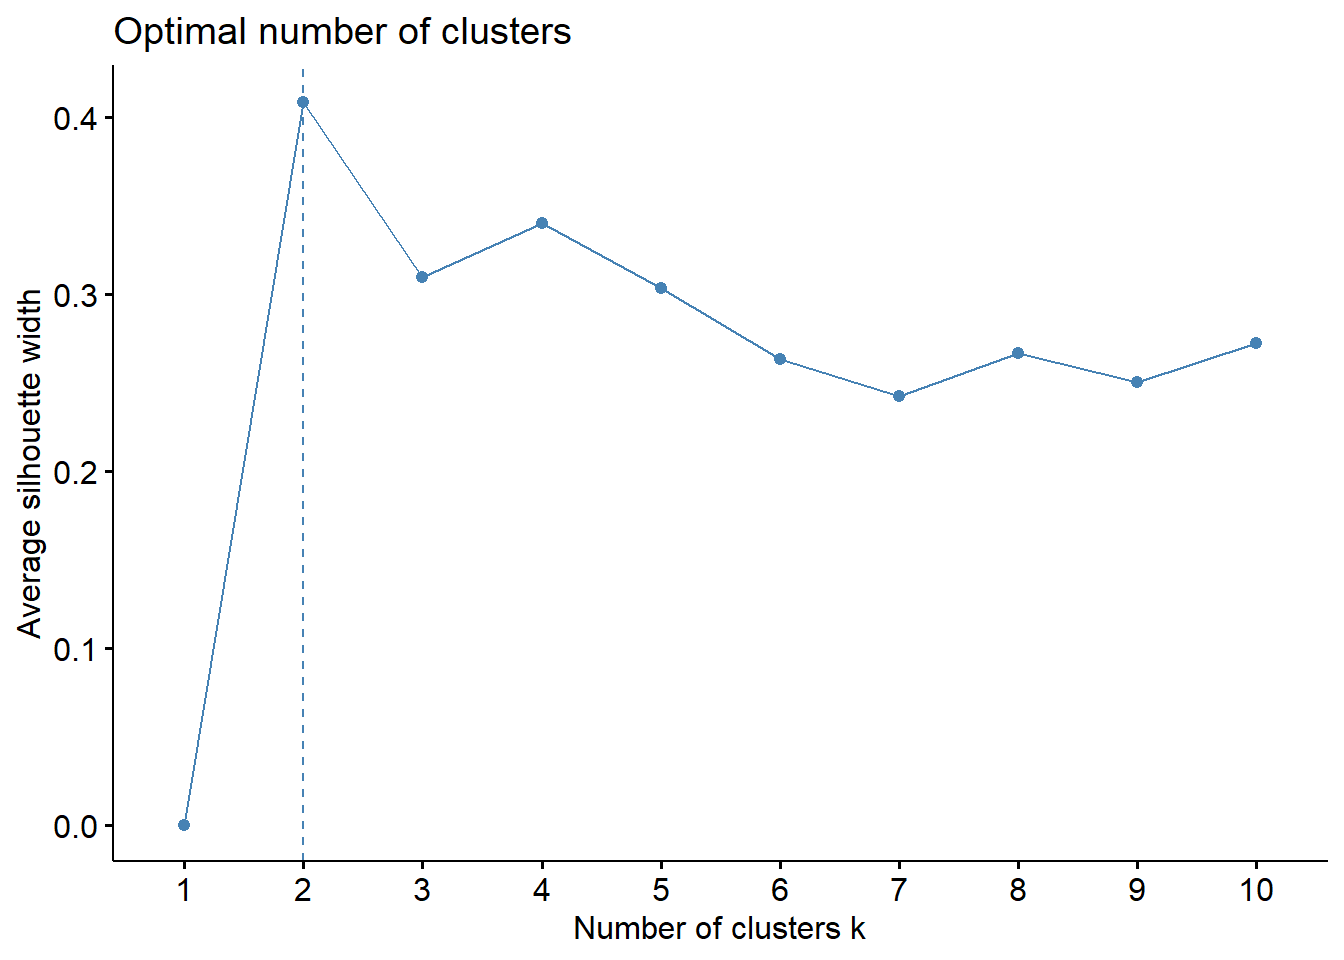 Optimal number of clusters
0.4
0.3
0.2
0.1
0.0
Average silhouette width
1 2 3 4 5 6 7 8 9 10
Number of clusters k